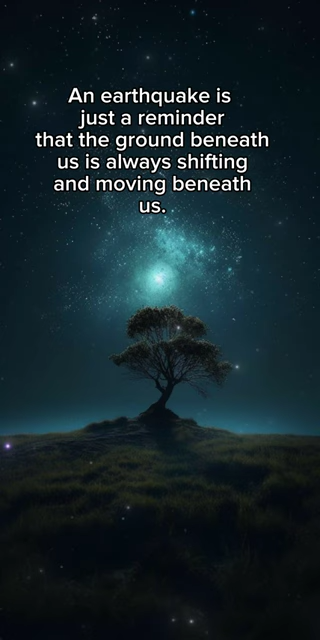 An earthquake is
just a reminder
that the ground beneath
us is always shifting
and moving beneath
us.